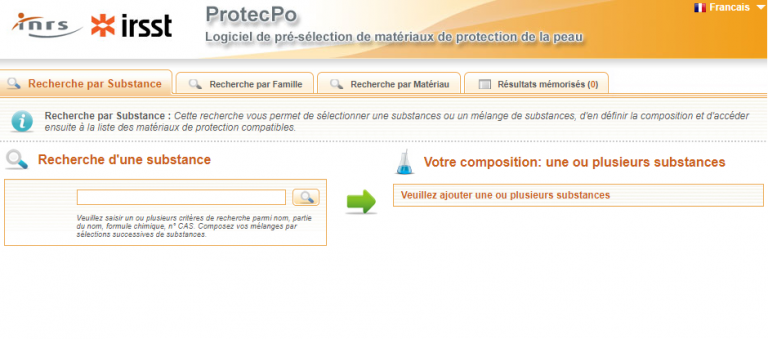 inrs
irsst
ProtecPo
Logiciel de pré-sélection de matériaux de protection de la peau
Francais
Recherche par Substance
Recherche par Famille
Recherche par Matériau
Résultats mémorisés (0)
Recherche par Substance : Cette recherche vous permet de sélectionner une substances ou un mélange de substances, d'en définir la composition et d'accéder
ensuite à la liste des matériaux de protection compatibles.
Recherche d'une substance
Veuillez saisir un ou plusieurs critères de recherche parmi nom, partie
du nom, formule chimique, n° CAS. Composez vos mélanges par
sélections successives de substances.
Votre composition: une ou plusieurs substances
Veuillez ajouter une ou plusieurs substances